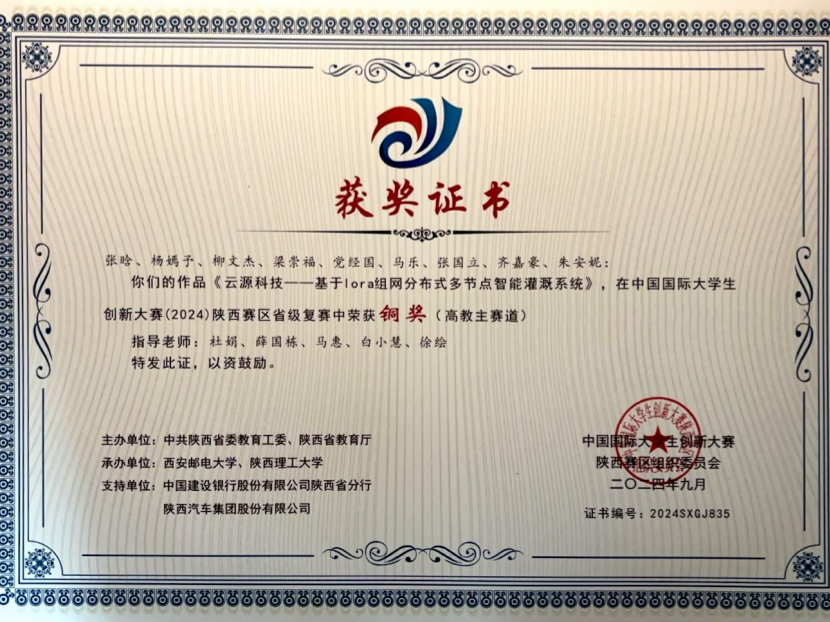 获奖证书
张晗、杨嫣予、柳文杰、梁崇福、党经国、马乐、张国立、齐嘉豪、朱安妮：
你们的作品《云源科技——基于lora组网分布式多节点智能灌溉系统》，在中国国际大学生
创新大赛(2024)陕西赛区省级复赛中荣获 铜奖（高教主赛道）
指导老师：杜娟、薛国栋、马惠、白小慧、徐绘
特发此证，以资鼓励。
主办单位：中共陕西省委教育工委、陕西省教育厅
承办单位：西安邮电大学、陕西理工大学
支持单位：中国建设银行股份有限公司陕西省分行
陕西汽车集团股份有限公司
中国国际大学生创新大赛
陕西赛区组织委员会
二〇二四年九月
证书编号：2024SXGJ835